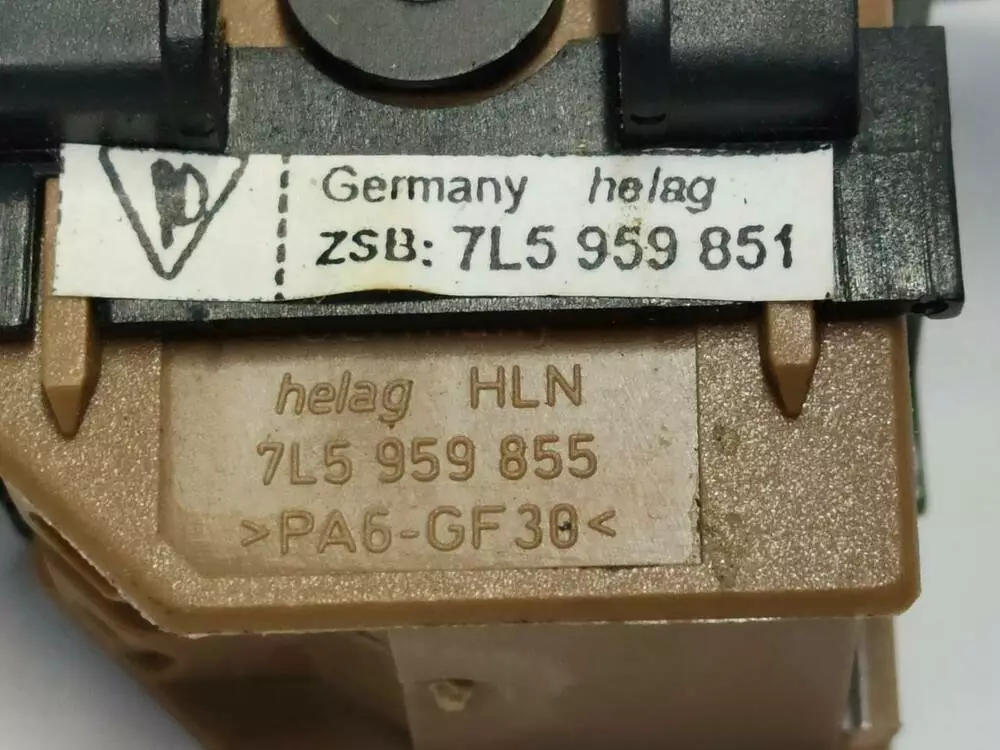 Germany helag
ZSB: 7L5 959 851
helag HLN
7L5 959 855
>PA6-GF30<